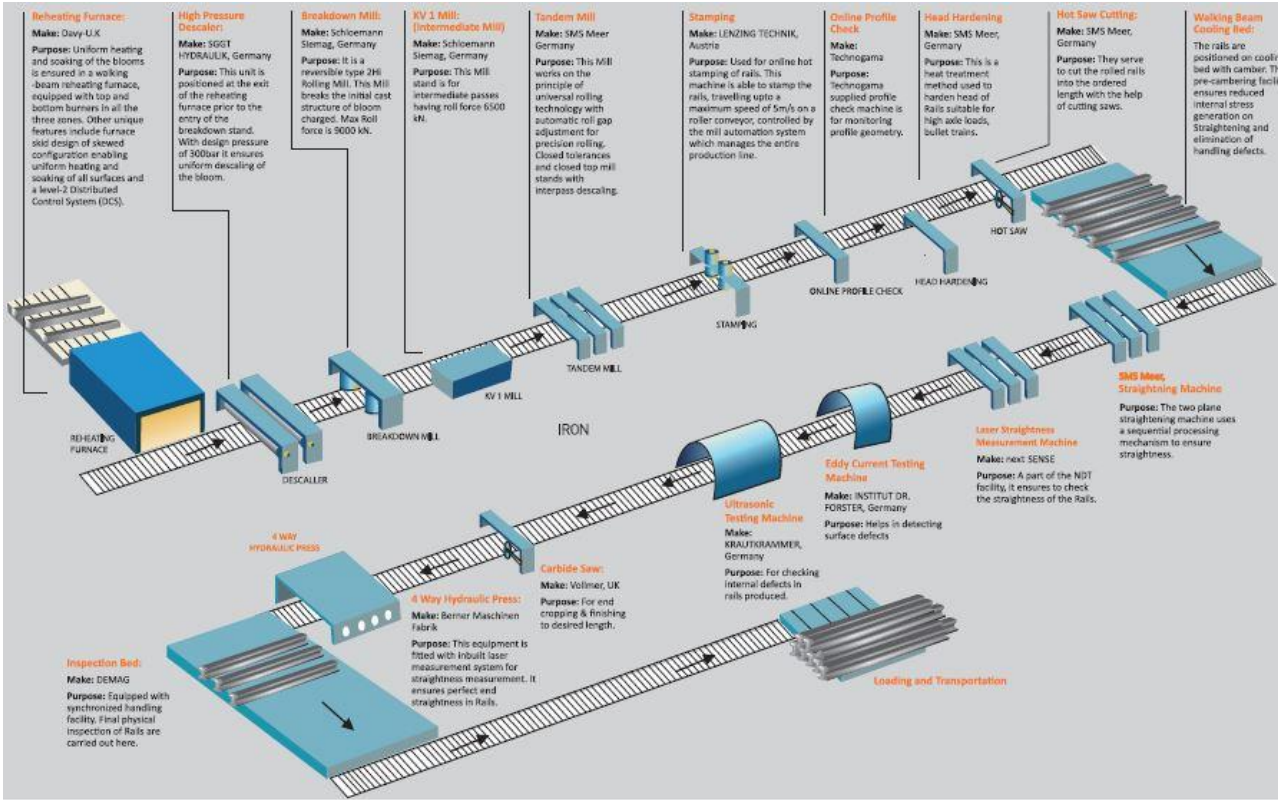 Reheating Furnace:
Make: Davy-U.K
Purpose: Uniform heating
and soaking of the blooms
is ensured in a walking
-beam reheating furnace,
equipped with top and
bottom burners in all the
three zones. Other unique
features include furnace
skid design of skewed
configuration enabling
uniform heating and
soaking of all surfaces and
a level-2 Distributed
Control System (DCS).
High Pressure
Descaler:
Make: SGGT
HYDRAULIK, Germany
Purpose: This unit is
positioned at the exit
of the reheating
furnace prior to the
entry of the
breakdown stand.
With design pressure
of 300bar it ensures
uniform descaling of
the bloom.
Breakdown Mill:
Make: Schloemann
Siemag, Germany
Purpose: It is a
reversible type 2Hi
Rolling Mill. This Mill
breaks the initial cast
structure of bloom
charged. Max Roll
force is 9000 kN.
KV 1 Mill:
(Intermediate Mill)
Make: Schloemann
Siemag, Germany
Purpose: This Mill
stand is for
intermediate passes
having roll force 6500
kN.
Tandem Mill
Make: SMS Meer
Germany
Purpose: This Mill
works on the
principle of
universal rolling
technology with
automatic roll gap
adjustment for
precision rolling.
Closed tolerances
and closed top mill
stands with
interpass descaling.
Stamping
Make: LENZING TECHNIK,
Austria
Purpose: Used for online hot
stamping of rails. This
machine is able to stamp the
rails, travelling upto a
maximum speed of 5m/s on a
roller conveyor, controlled by
the mill automation system
which manages the entire
production line.
Online Profile
Check
Make:
Technogama
Purpose:
Technogama
supplied profile
check machine is
for monitoring
profile geometry.
Head Hardening
Make: SMS Meer,
Germany
Purpose: This is a
heat treatment
method used to
harden head of
Rails suitable for
high axle loads,
bullet trains.
Hot Saw Cutting:
Make: SMS Meer,
Germany
Purpose: They serve
to cut the rolled rails
into the ordered
length with the help
of cutting saws.
Walking Beam
Cooling Bed:
The rails are
positioned on
bed with camber.
pre-cambering
ensures reduced
internal stress
generation on
Straightening and
elimination of
handling defects.
REHEATING
FURNACE
DESCALLER
BREAKDOWN MILL
KV 1 MILL
TANDEM MILL
STAMPING
ONLINE PROFILE CHECK
HEAD HARDENING
HOT SAW
IRON
SMS Meer,
Straightning Machine
Purpose: The two plane
straightening machine uses
a sequential processing
mechanism to ensure
straightness.
Laser Straightness
Measurement Machine
Make: next SENSE
Purpose: A part of the NDT
facility, it ensures to check
the straightness of the Rails.
Eddy Current Testing
Machine
Make: INSTITUT DR.
FORSTER, Germany
Purpose: Helps in detecting
surface defects
Ultrasonic
Testing Machine
Make:
KRAUTKRAMMER,
Germany
Purpose: For checking
internal defects in
rails produced.
Carbide Saw:
Make: Vollmer, UK
Purpose: For end
cropping & finishing
to desired length.
4 WAY
HYDRAULIC PRESS
4 Way Hydraulic Press:
Make: Berner Maschinen
Fabrik
Purpose: This equipment is
fitted with inbuilt laser
measurement system for
straightness measurement. It
ensures perfect end
straightness in Rails.
Inspection Bed:
Make: DEMAG
Purpose: Equipped with
synchronized handling
facility. Final physical
inspection of Rails are
carried out here.
Loading and Transportation